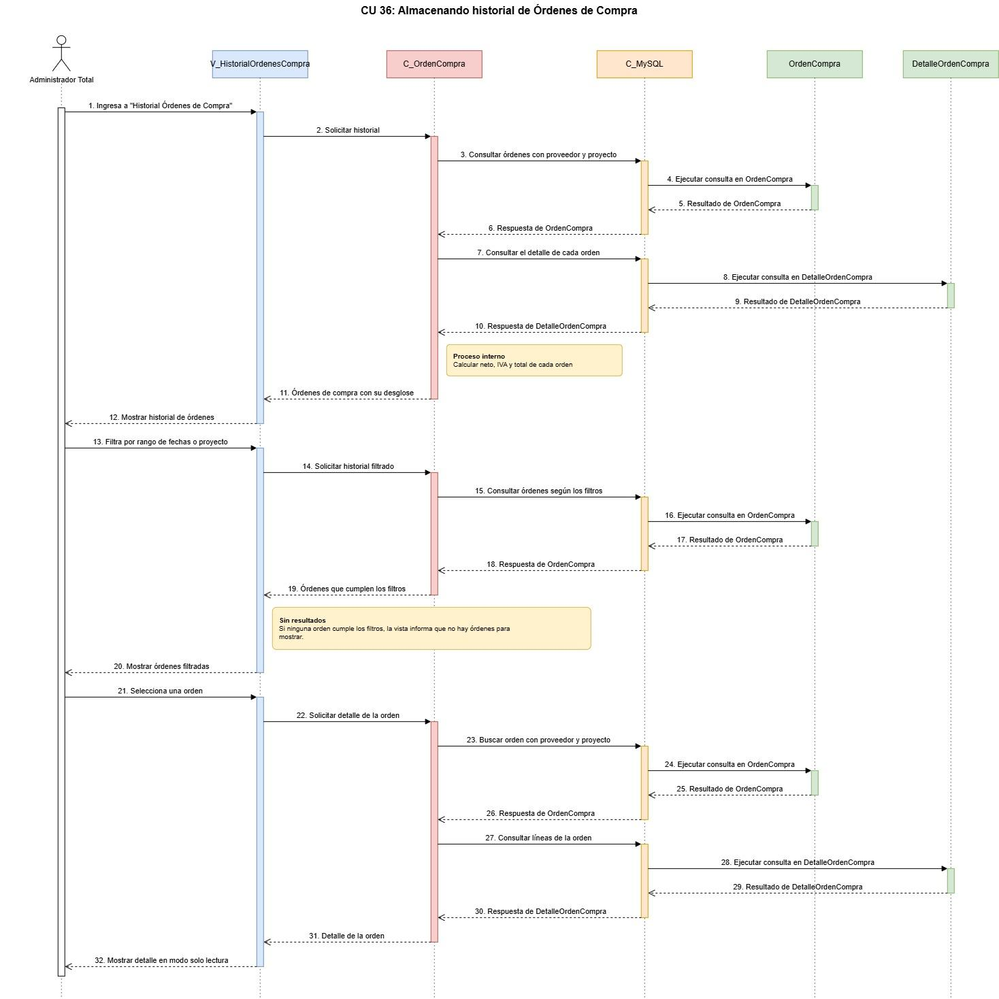 CU 36: Almacenando historial de Órdenes de Compra
Administrador Total
V_HistorialOrdenesCompra
C_OrdenCompra
C_MySQL
OrdenCompra
DetalleOrdenCompra
1. Ingresa a "Historial Órdenes de Compra"
2. Solicitar historial
3. Consultar órdenes con proveedor y proyecto
4. Ejecutar consulta en OrdenCompra
5. Resultado de OrdenCompra
6. Respuesta de OrdenCompra
7. Consultar el detalle de cada orden
8. Ejecutar consulta en DetalleOrdenCompra
9. Resultado de DetalleOrdenCompra
10. Respuesta de DetalleOrdenCompra
Proceso interno
Calcular neto, IVA y total de cada orden
11. Órdenes de compra con su desglose
12. Mostrar historial de órdenes
13. Filtra por rango de fechas o proyecto
14. Solicitar historial filtrado
15. Consultar órdenes según los filtros
16. Ejecutar consulta en OrdenCompra
17. Resultado de OrdenCompra
18. Respuesta de OrdenCompra
19. Órdenes que cumplen los filtros
Sin resultados
Si ninguna orden cumple los filtros, la vista informa que no hay órdenes para
mostrar.
20. Mostrar órdenes filtradas
21. Selecciona una orden
22. Solicitar detalle de la orden
23. Buscar orden con proveedor y proyecto
24. Ejecutar consulta en OrdenCompra
25. Resultado de OrdenCompra
26. Respuesta de OrdenCompra
27. Consultar líneas de la orden
28. Ejecutar consulta en DetalleOrdenCompra
29. Resultado de DetalleOrdenCompra
30. Respuesta de DetalleOrdenCompra
31. Detalle de la orden
32. Mostrar detalle en modo solo lectura